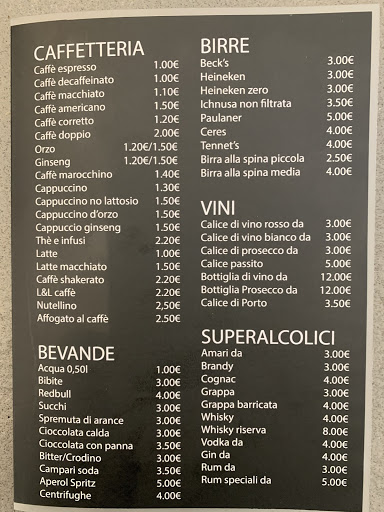 CAFFETTERIA
Caffè espresso 1.00€
Caffè decaffeinato 1.00€
Caffè macchiato 1.10€
Caffè americano 1.50€
Caffè corretto 1.20€
Caffè doppio 2.00€
Orzo 1.20€/1.50€
Ginseng 1.20€/1.50€
Caffè marocchino 1.40€
Cappuccino 1.30€
Cappuccino no lattosio 1.50€
Cappuccino d'orzo 1.50€
Cappuccio ginseng 1.50€
Thè e infusi 2.20€
Latte 1.00€
Latte macchiato 1.50€
Caffè shakerato 2.20€
L&L caffè 2.20€
Nutellino 2,50€
Affogato al caffè 2.50€
BEVANDE
Acqua 0,50l 1.00€
Bibite 3.00€
Redbull 4.00€
Succhi 3.00€
Spremuta di arance 3.00€
Cioccolata calda 3.00€
Cioccolata con panna 3.50€
Bitter/Crodino 3.00€
Campari soda 3.50€
Aperol Spritz 5.00€
Centrifughe 4.00€
BIRRE
Beck's 3.00€
Heineken 3.00€
Heineken zero 3.00€
Ichnusa non filtrata 3.50€
Paulaner 5.00€
Ceres 4.00€
Tennet's 4.00€
Birra alla spina piccola 2.50€
Birra alla spina media 4.00€
VINI
Calice di vino rosso da 3.00€
Calice di vino bianco da 3.00€
Calice di prosecco da 3.00€
Calice passito 5.00€
Bottiglia di vino da 12.00€
Bottiglia Prosecco da 12.00€
Calice di Porto 3.50€
SUPERALCOLICI
Amari da 3.00€
Brandy 3.00€
Cognac 4.00€
Grappa 3.00€
Grappa barricata 4.00€
Whisky 4.00€
Whisky riserva 8.00€
Vodka da 4.00€
Gin da 4.00€
Rum da 3.00€
Rum speciali da 5.00€